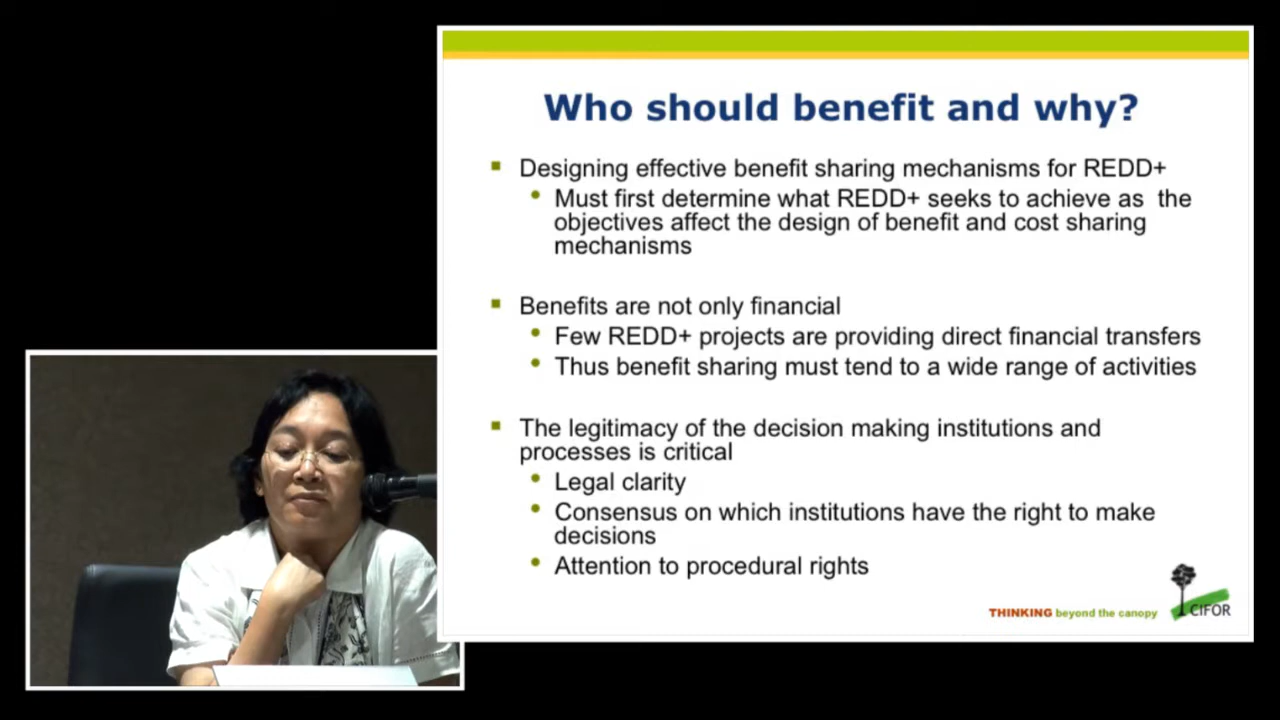 Who should benefit and why?
Designing effective benefit sharing mechanisms for REDD+
Must first determine what REDD+ seeks to achieve as the
objectives affect the design of benefit and cost sharing
mechanisms
Benefits are not only financial
Few REDD+ projects are providing direct financial transfers
Thus benefit sharing must tend to a wide range of activities
The legitimacy of the decision making institutions and
processes is critical
Legal clarity
Consensus on which institutions have the right to make
decisions
Attention to procedural rights
THINKING beyond the canopy
CIFOR